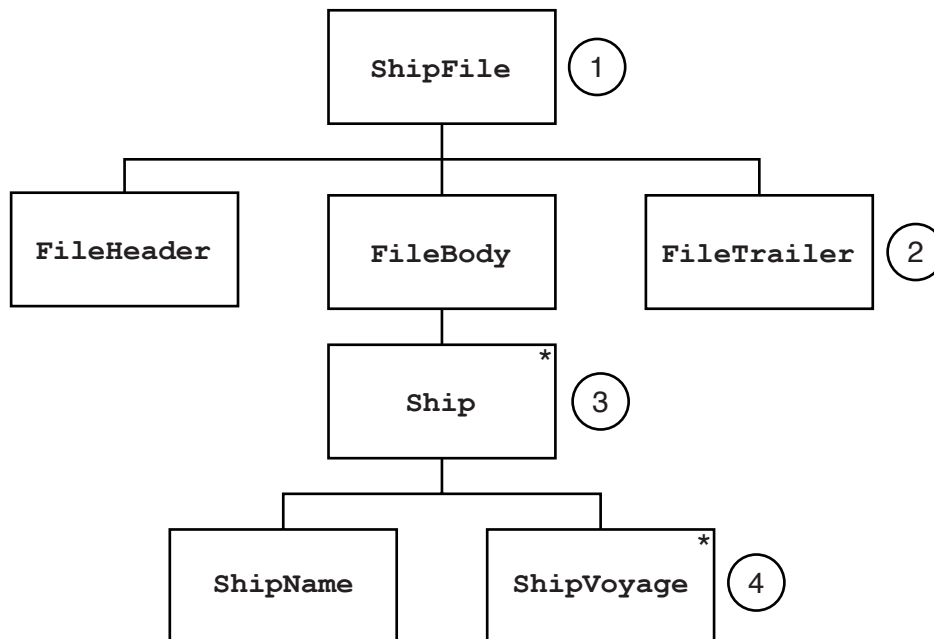 ShipFile
1
FileHeader
FileBody
FileTrailer
2
*
Ship
3
ShipName
*
ShipVoyage
4